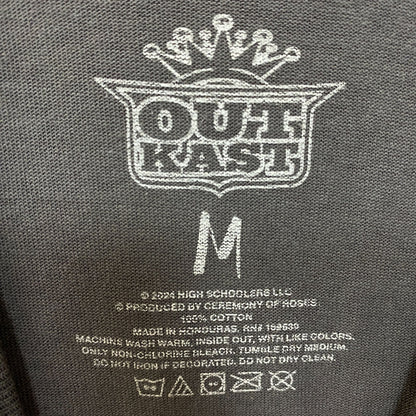 OUT
KAST
M
© 2024 HIGH SCHOOLERS LLC
© PRODUCED BY CEREMONY OF ROSES
100% COTTON
MADE IN HONDURAS. RN# 159639
MACHINE WASH WARM, INSIDE OUT, WITH LIKE COLORS.
ONLY NON-CHLORINE BLEACH. TUMBLE DRY MEDIUM.
DO NOT IRON IF DECORATED. DO NOT DRY CLEAN.